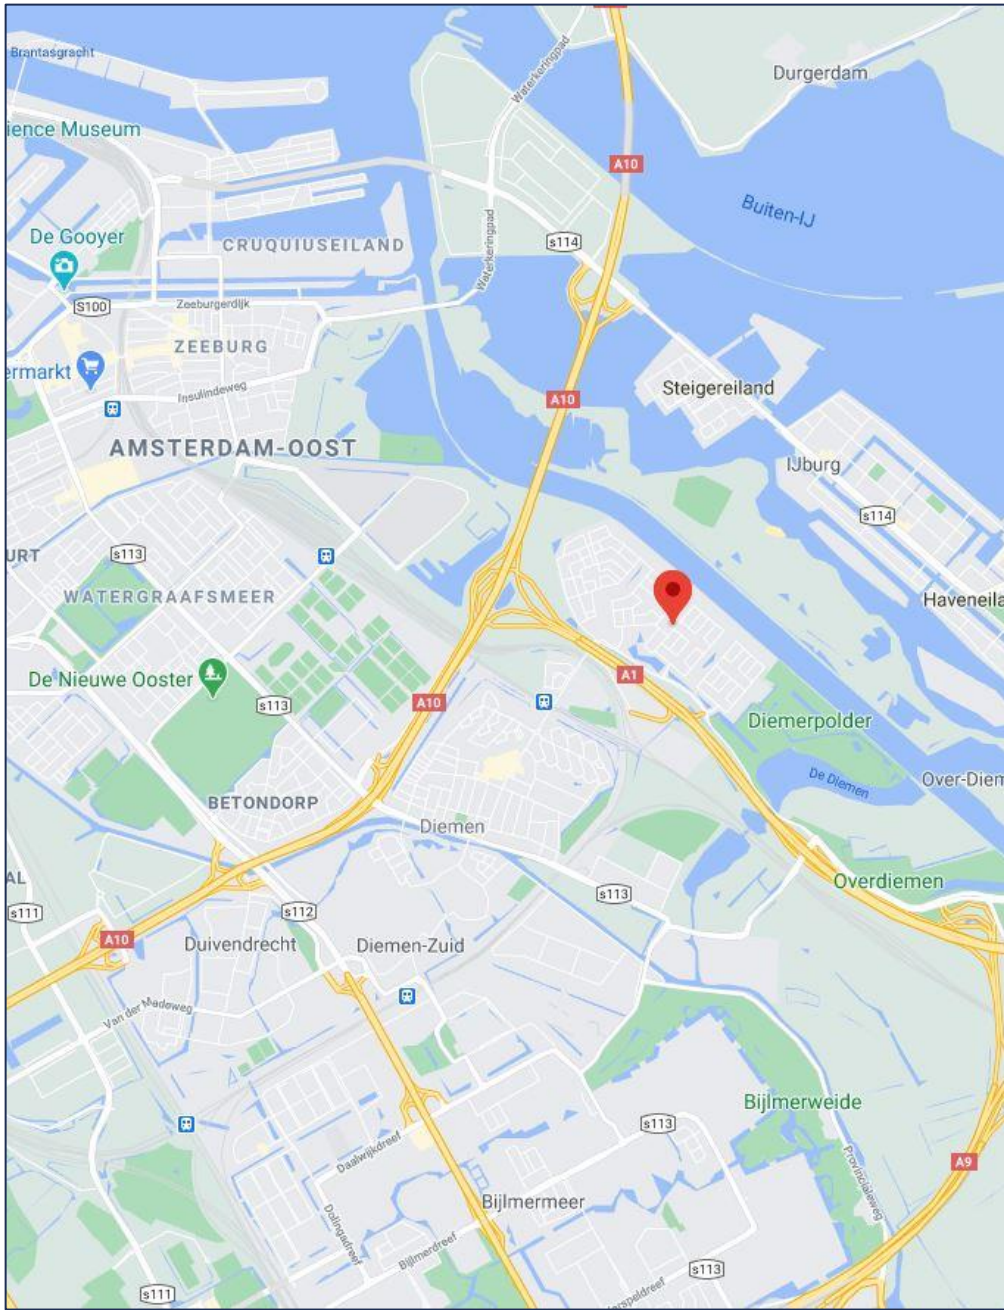 Brantasgracht
Waterkeringpad
Durgerdam
ience Museum
A10
Buiten-IJ
De Gooyer
CRUQUIUSEILAND
Waterkeringpad
s114
S100
Zeeburgerdijk
ZEEBURG
ermarkt
Insulindeweg
A10
Steigereiland
AMSTERDAM-OOST
IJburg
s114
URT
s113
WATERGRAAFSMEER
Haveneila
De Nieuwe Ooster
A1
s113
A10
Diemerpolder
De Diemen
Over-Diem
BETONDORP
Diemen
AL
Overdiemen
s113
s111
s112
A10
Duivendrecht
Diemen-Zuid
Van der Madeweg
Bijlmerweide
s113
Daalwijkdreef
Provincialeweg
A9
Bijlmermeer
Dolingadreef
Bijlmerdreef
s113
s111